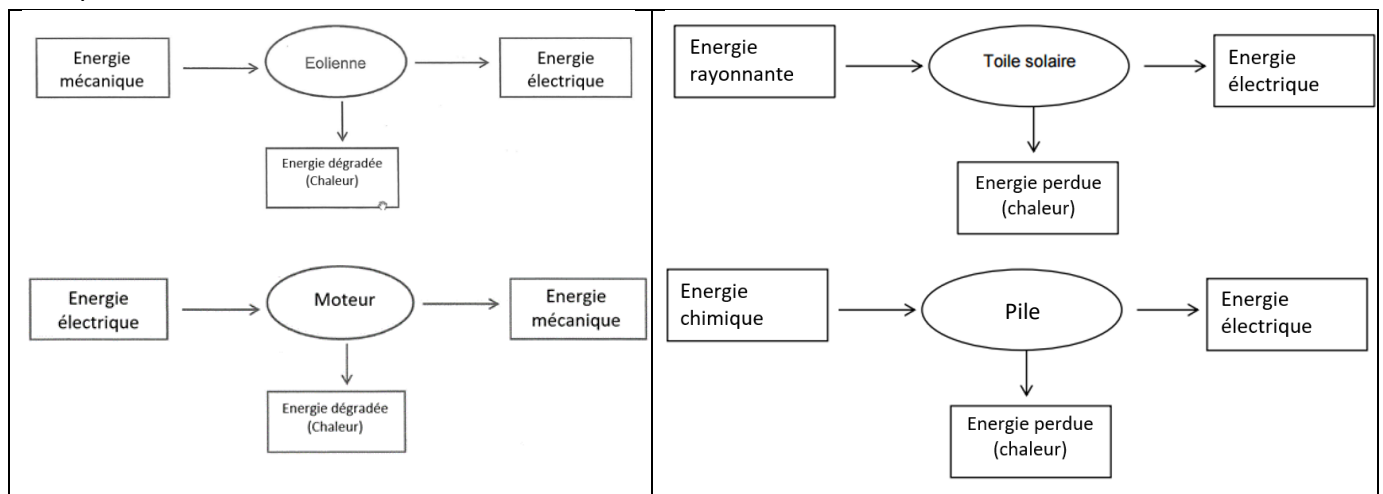 Energie
mécanique
Eolienne
Energie
électrique
Energie dégradée
(Chaleur)
Energie
électrique
Moteur
Energie
mécanique
Energie dégradée
(Chaleur)
Energie
rayonnante
Toile solaire
Energie
électrique
Energie perdue
(chaleur)
Energie
chimique
Pile
Energie
électrique
Energie perdue
(chaleur)